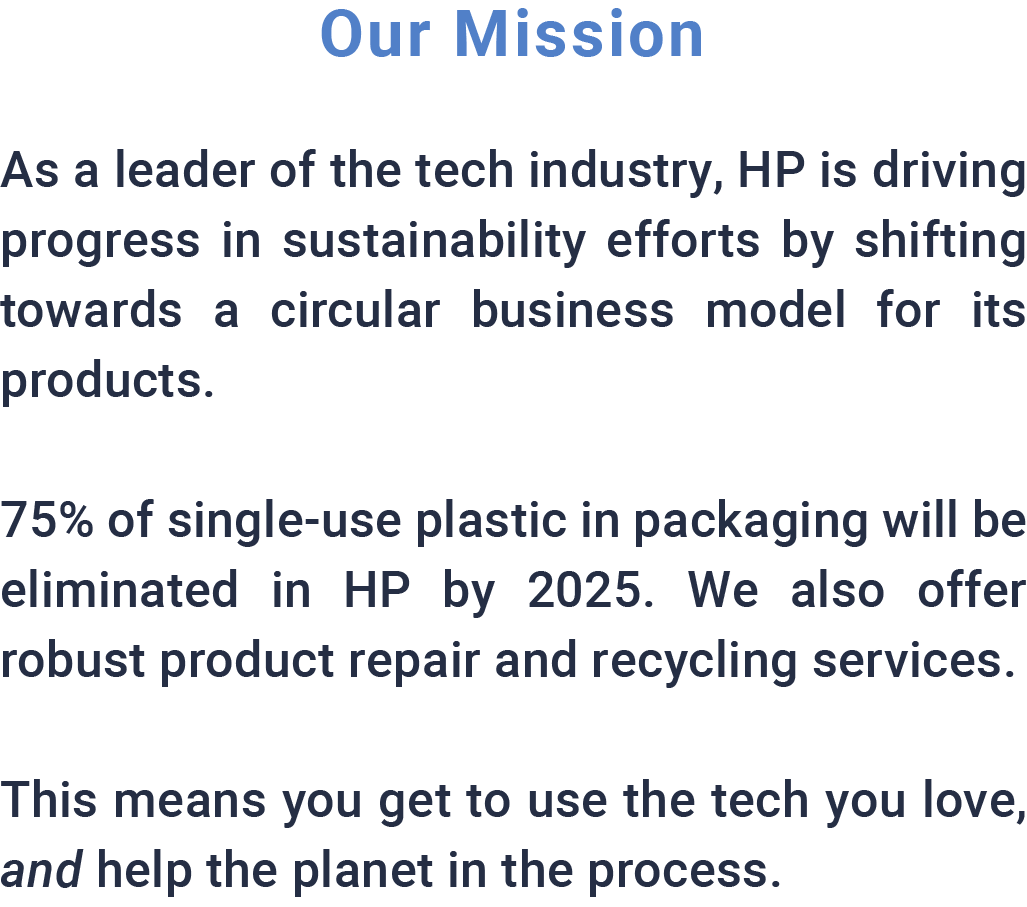 Our Mission
As a leader of the tech industry, HP is driving
progress in sustainability efforts by shifting
towards a circular business model for its
products.
75% of single-use plastic in packaging will be
eliminated in HP by 2025. We also offer
robust product repair and recycling services.
This means you get to use the tech you love,
and help the planet in the process.